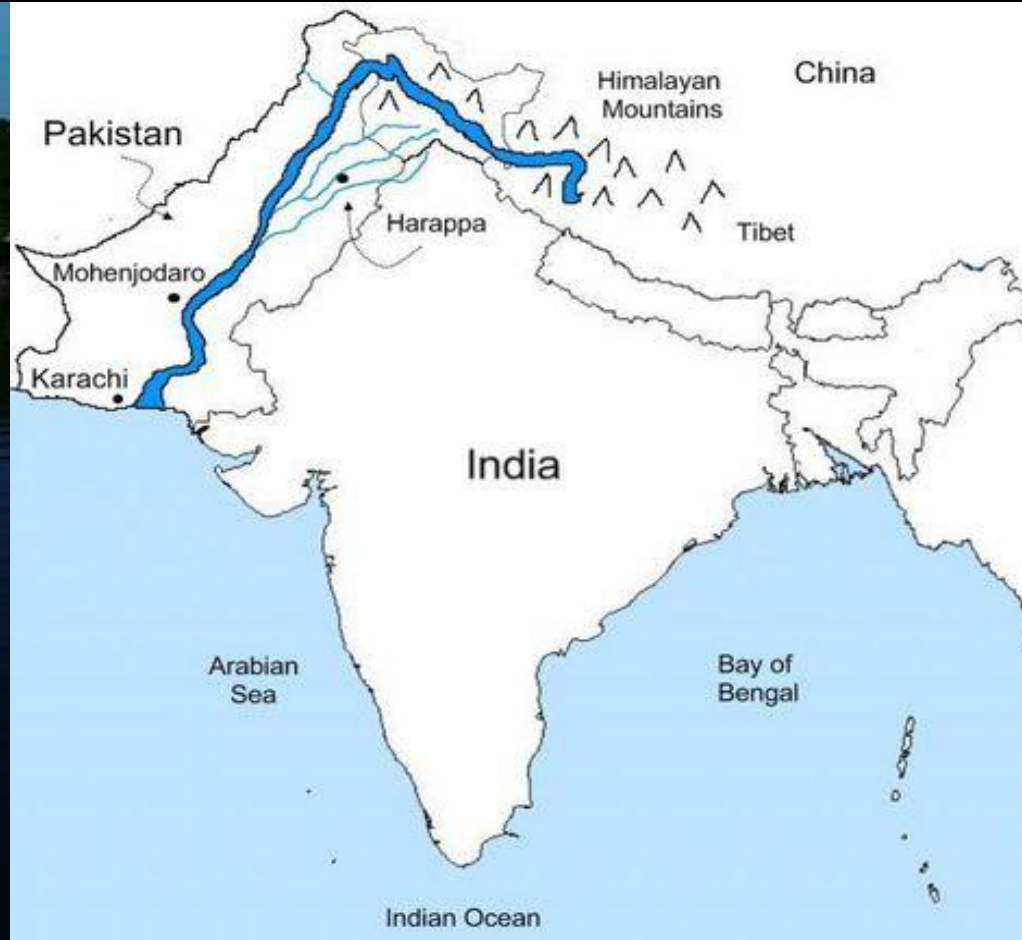 China
Himalayan
Mountains
Pakistan
Harappa
Tibet
Mohenjodaro
Karachi
India
Arabian
Sea
Bay of
Bengal
Indian Ocean